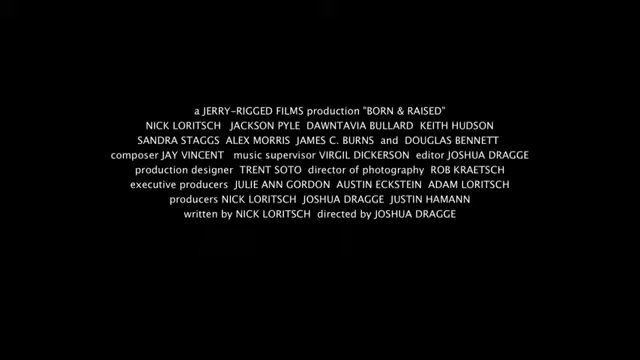 a JERRY-RIGGED FILMS production "BORN & RAISED"
NICK LORITSCH JACKSON PYLE DAWNTAVIA BULLARD KEITH HUDSON
SANDRA STAGGS ALEX MORRIS JAMES C. BURNS and DOUGLAS BENNETT
composer JAY VINCENT music supervisor VIRGIL DICKERSON editor JOSHUA DRAGGE
production designer TRENT SOTO director of photography ROB KRAETSCH
executive producers JULIE ANN GORDON AUSTIN ECKSTEIN ADAM LORITSCH
producers NICK LORITSCH JOSHUA DRAGGE JUSTIN HAMANN
written by NICK LORITSCH directed by JOSHUA DRAGGE